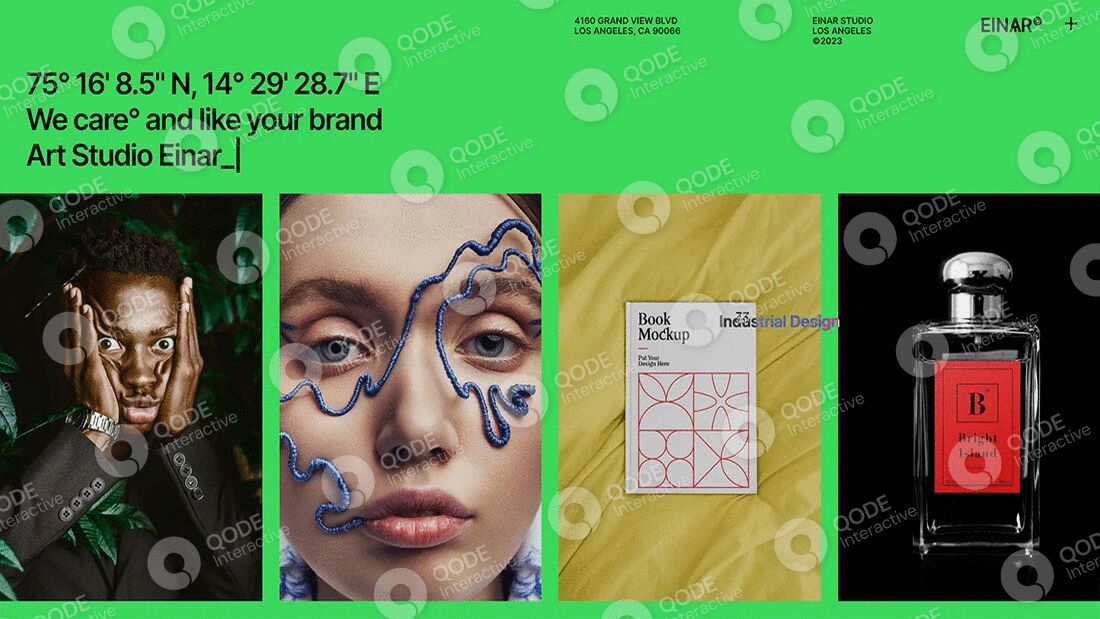 4160 GRAND VIEW BLVD
LOS ANGELES, CA 90066
EINAR STUDIO
LOS ANGELES
©2023
EINAR©
+
75° 16' 8.5" N, 14° 29' 28.7" E
We care° and like your brand
Art Studio Einar_|
Book
Mockup
33
Industrial Design
Put Your
Design Here
B
Bright
Island
QODE
Interactive